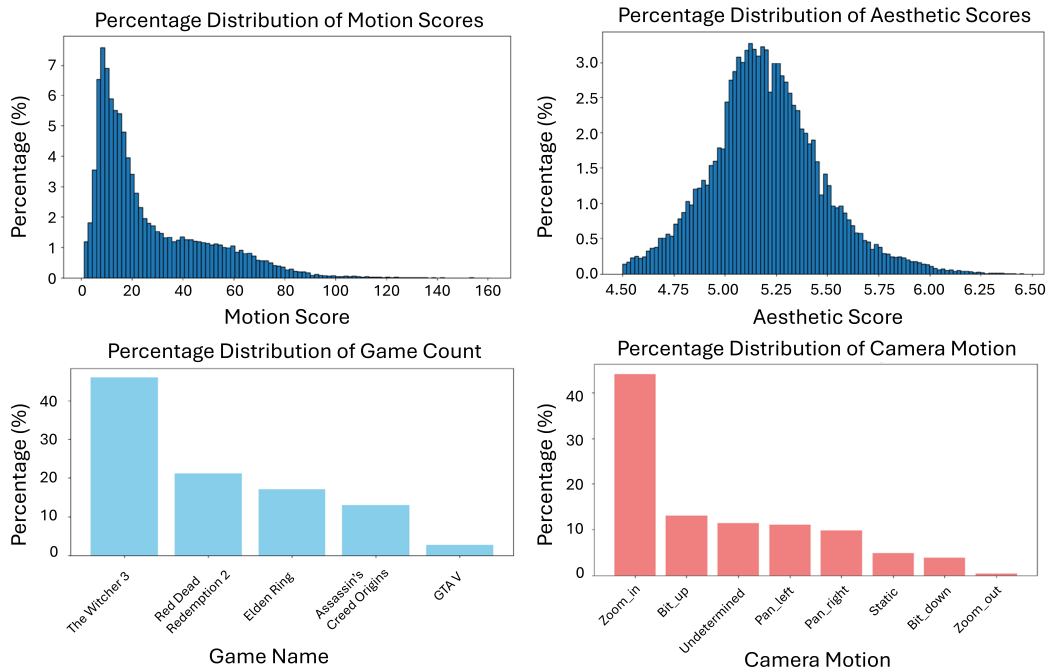 Percentage Distribution of Motion Scores
Percentage (%)
7
6
5
4
3
2
1
0
0 20 40 60 80 100 120 140 160
Motion Score
Percentage Distribution of Aesthetic Scores
Percentage (%)
3.0
2.5
2.0
1.5
1.0
0.5
0.0
4.50 4.75 5.00 5.25 5.50 5.75 6.00 6.25 6.50
Aesthetic Score
Percentage Distribution of Game Count
Percentage (%)
40
30
20
10
0
The Witcher 3
Red Dead
Redemption 2
Elden Ring
Assassin's
Creed Origins
GTA V
Game Name
Percentage Distribution of Camera Motion
Percentage (%)
40
30
20
10
0
Zoom_in
Bit_up
Undetermined
Pan_left
Pan_right
Static
Bit_down
Zoom_out
Camera Motion